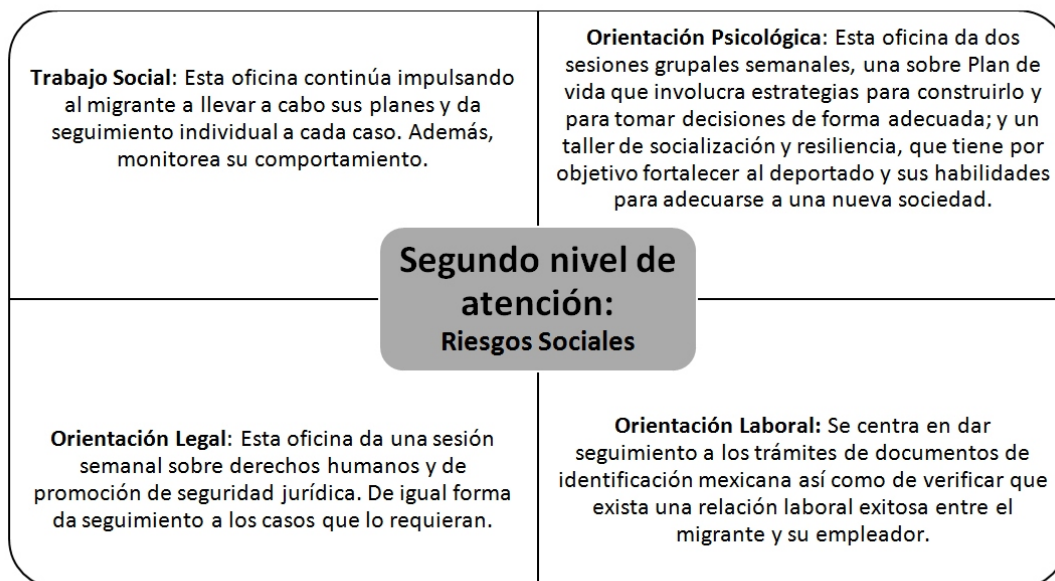 Trabajo Social: Esta oficina continúa impulsando
al migrante a llevar a cabo sus planes y da
seguimiento individual a cada caso. Además,
monitorea su comportamiento.
Orientación Psicológica: Esta oficina da dos
sesiones grupales semanales, una sobre Plan de
vida que involucra estrategias para construirlo y
para tomar decisiones de forma adecuada; y un
taller de socialización y resiliencia, que tiene por
objetivo fortalecer al deportado y sus habilidades
para adecuarse a una nueva sociedad.
Segundo nivel de
atención:
Riesgos Sociales
Orientación Legal: Esta oficina da una sesión
semanal sobre derechos humanos y de
promoción de seguridad jurídica. De igual forma
da seguimiento a los casos que lo requieran.
Orientación Laboral: Se centra en dar
seguimiento a los trámites de documentos de
identificación mexicana así como de verificar que
exista una relación laboral exitosa entre el
migrante y su empleador.